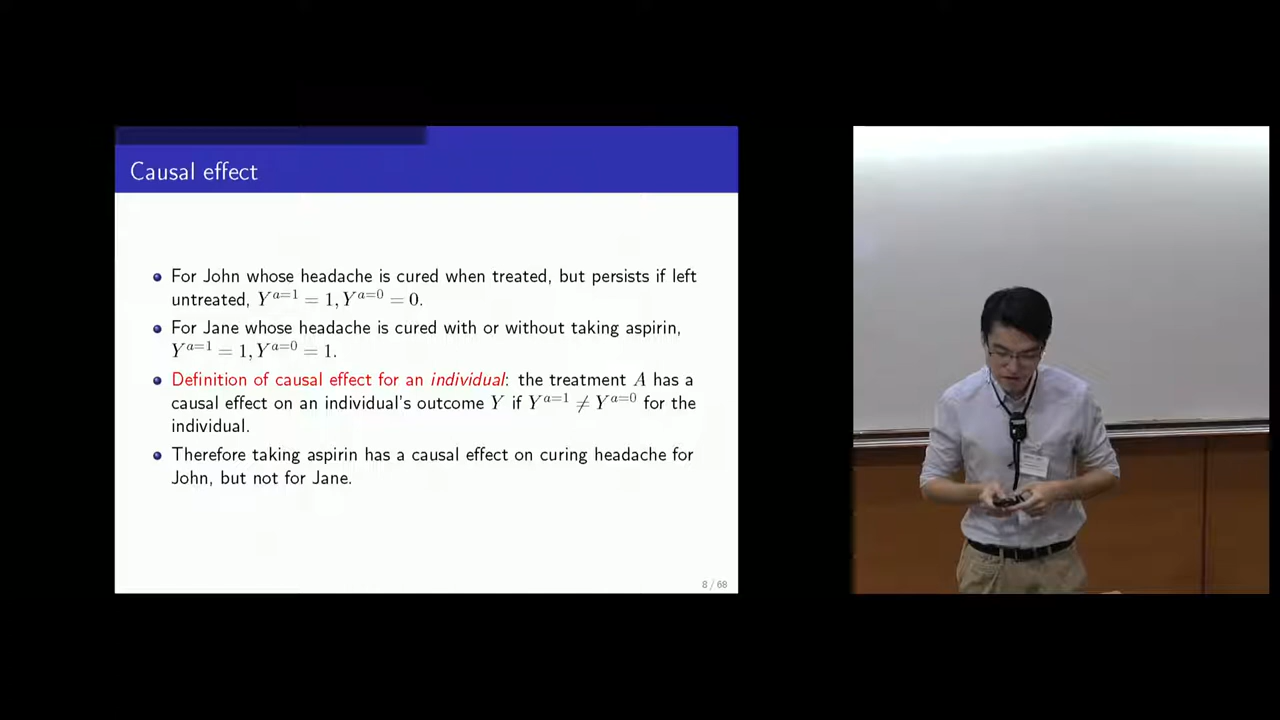 Causal effect
For John whose headache is cured when treated, but persists if left
untreated, Y^{a=1} = 1, Y^{a=0} = 0.
For Jane whose headache is cured with or without taking aspirin,
Y^{a=1} = 1, Y^{a=0} = 1.
Definition of causal effect for an individual: the treatment A has a
causal effect on an individual's outcome Y if Y^{a=1} ≠ Y^{a=0} for the
individual.
Therefore taking aspirin has a causal effect on curing headache for
John, but not for Jane.
8 / 68